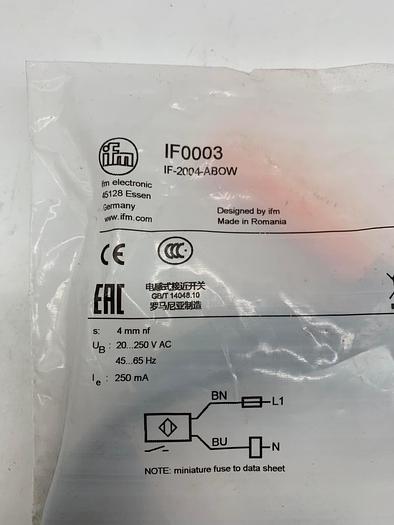 ifm
IF0003
IF-2004-ABOW
ifm electronic
45128 Essen
Germany
www.ifm.com
Designed by ifm
Made in Romania
CE
CCC
EAC
电感式接近开关
GB/T 14048.10
罗马尼亚制造
s: 4 mm nf
UB: 20...250 V AC
45...65 Hz
Ie: 250 mA
BN
L1
BU
N
NOTE: miniature fuse to data sheet